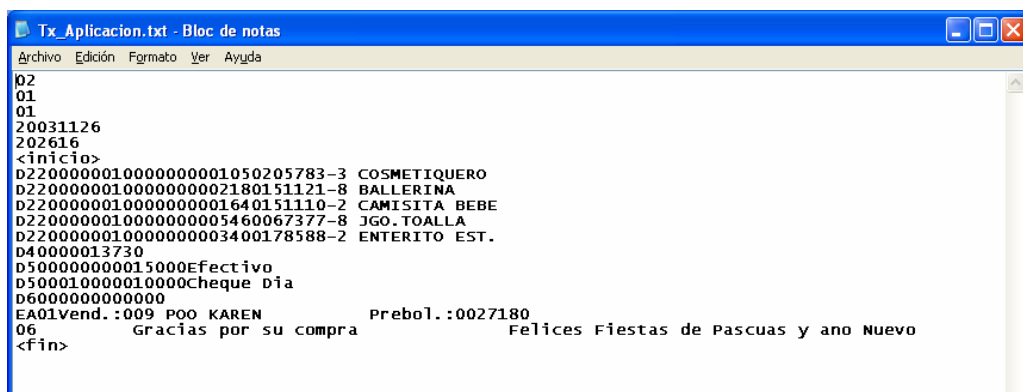 Tx_Aplicacion.txt - Bloc de notas
Archivo Edición Formato Ver Ayuda
02
01
01
20031126
202616
<inicio>
D2200000010000000001050205783-3 COSMETIQUERO
D220000001000000002180151121-8 BALLERINA
D220000001000000001640151110-2 CAMISITA BEBE
D220000001000000005460067377-8 JGO.TOALLA
D220000001000000003400178588-2 ENTERITO EST.
D40000013730
D500000000015000Efectivo
D500010000010000Cheque Dia
D6000000000000
EA01Vend.:009 POO KAREN Prebol.:0027180
06 Gracias por su compra Felices Fiestas de Pascuas y ano Nuevo
<fin>